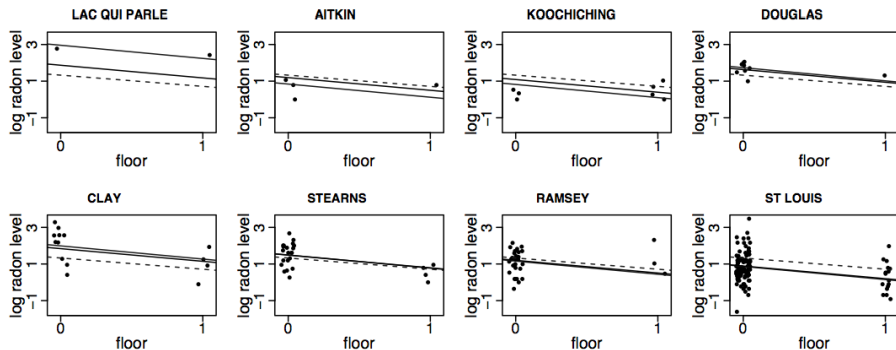 LAC QUI PARLE
AITKIN
KOOCHICHING
DOUGLAS
log radon level
−1 1 3
0 1
floor
log radon level
−1 1 3
0 1
floor
log radon level
−1 1 3
0 1
floor
log radon level
−1 1 3
0 1
floor
CLAY
STEARNS
RAMSEY
ST LOUIS
log radon level
−1 1 3
0 1
floor
log radon level
−1 1 3
0 1
floor
log radon level
−1 1 3
0 1
floor
log radon level
−1 1 3
0 1
floor